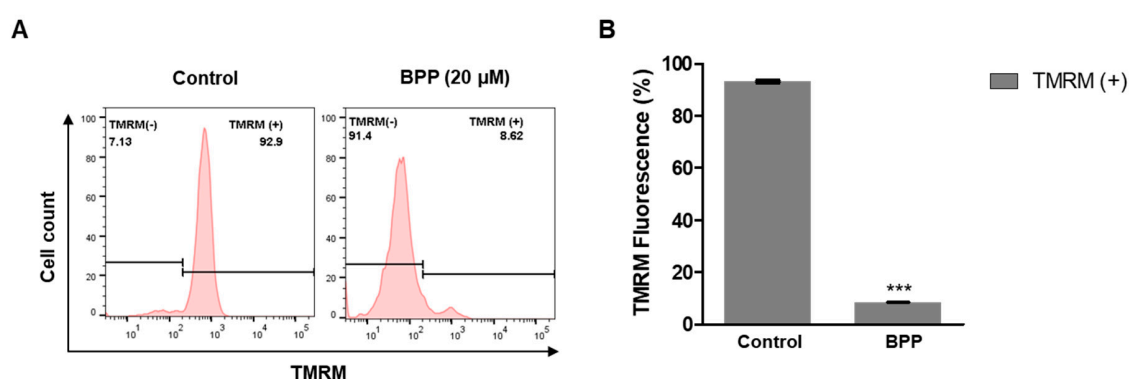 A
B
Control
BPP (20 µM)
TMRM(-)
7.13
TMRM (+)
92.9
TMRM(-)
91.4
TMRM (+)
8.62
100
80
60
40
20
0
100
80
60
40
20
0
10¹ 10² 10³ 10⁴ 10⁵
10¹ 10² 10³ 10⁴ 10⁵
Cell count
TMRM
TMRM Fluorescence (%)
100
80
60
40
20
0
***
Control
BPP
TMRM (+)